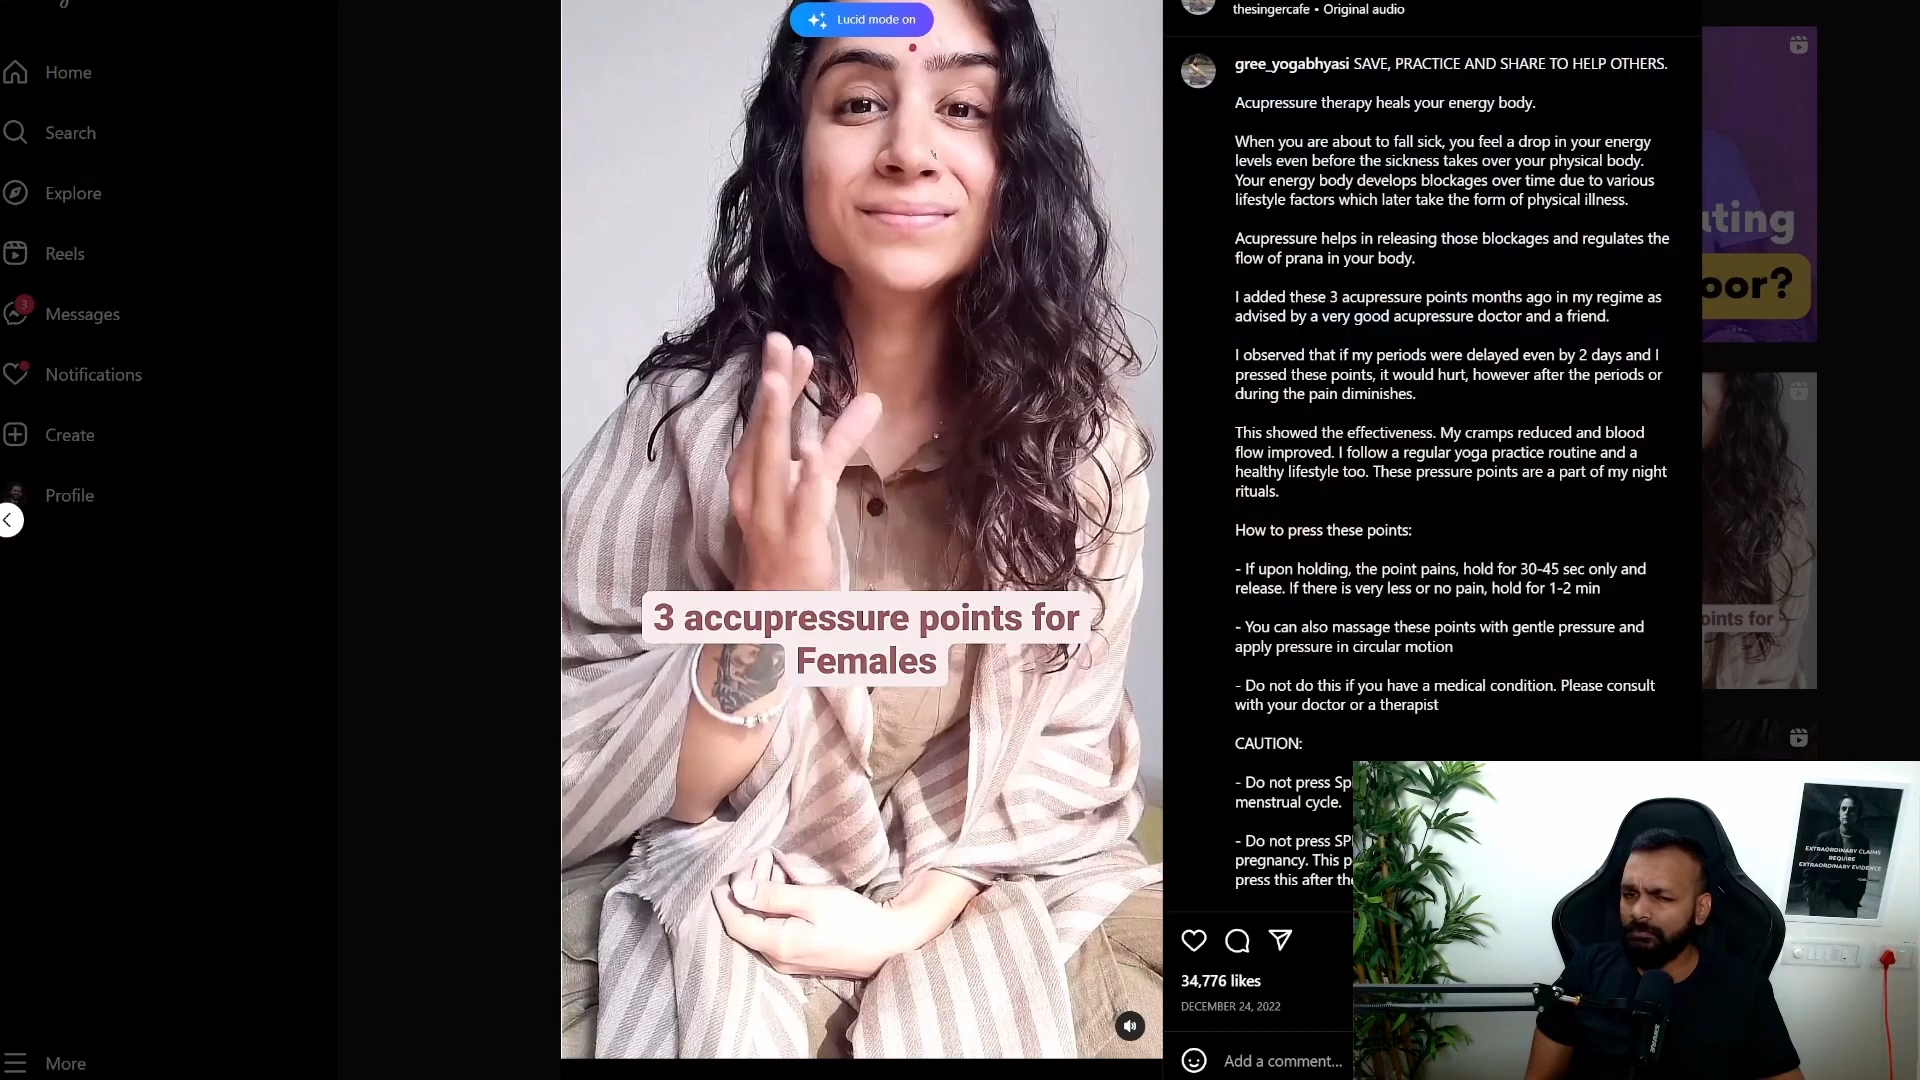 Lucid mode on
Home
Search
Explore
Reels
3
Messages
Notifications
Create
Profile
More
3 accupressure points for
Females
thesingercafe • Original audio
gree_yogabhyasi SAVE, PRACTICE AND SHARE TO HELP OTHERS.
Acupressure therapy heals your energy body.
When you are about to fall sick, you feel a drop in your energy
levels even before the sickness takes over your physical body.
Your energy body develops blockages over time due to various
lifestyle factors which later take the form of physical illness.
Acupressure helps in releasing those blockages and regulates the
flow of prana in your body.
I added these 3 acupressure points months ago in my regime as
advised by a very good acupressure doctor and a friend.
I observed that if my periods were delayed even by 2 days and I
pressed these points, it would hurt, however after the periods or
during the pain diminishes.
This showed the effectiveness. My cramps reduced and blood
flow improved. I follow a regular yoga practice routine and a
healthy lifestyle too. These pressure points are a part of my night
rituals.
How to press these points:
- If upon holding, the point pains, hold for 30-45 sec only and
release. If there is very less or no pain, hold for 1-2 min
- You can also massage these points with gentle pressure and
apply pressure in circular motion
- Do not do this if you have a medical condition. Please consult
with your doctor or a therapist
CAUTION:
- Do not press
menstrual cycle.
- Do not press
pregnancy. This
press this after
34,776 likes
DECEMBER 24, 2022
Add a comment...
oor?
oints for
EXTRAORDINARY CLAIMS
REQUIRE
EXTRAORDINARY EVIDENCE